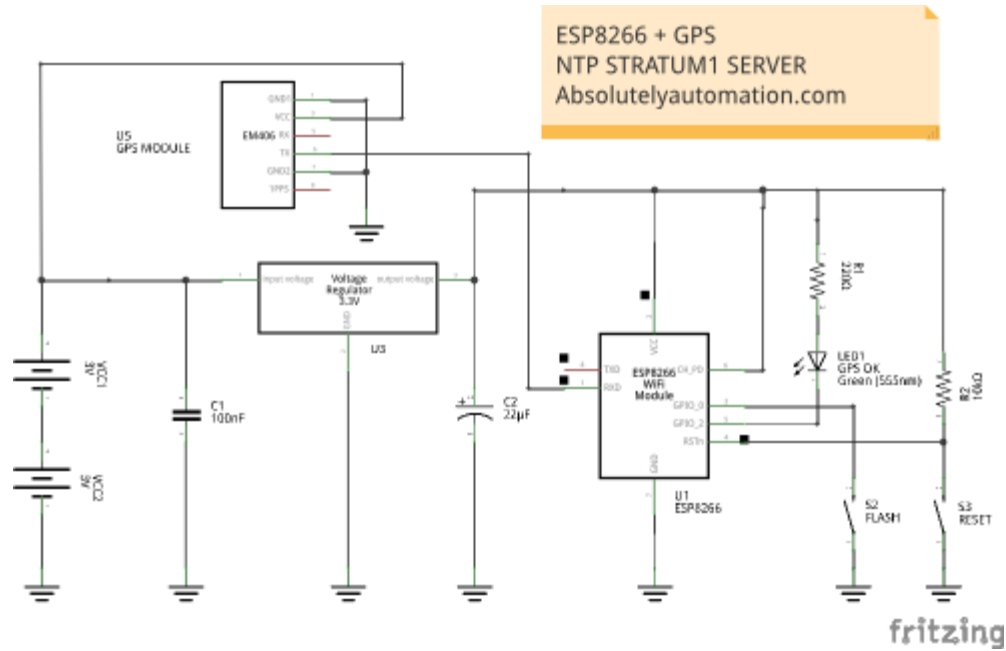 ESP8266 + GPS
NTP STRATUM1 SERVER
Absolutelyautomation.com
U5
GPS MODULE
EM406
GND1
VCC
RX
TX
GND2
1PPS
input voltage
Voltage
Regulator
3.3V
output voltage
GND
U3
VCC1
VCC2
C1
100nF
C2
22µF
VCC
ESP8266
WiFi
Module
TXD
RXD
CH_PD
GPIO_0
GPIO_2
RSTn
GND
U1
ESP8266
R1
220Ω
LED1
GPS OK
Green (555nm)
R2
10kΩ
S2
FLASH
S3
RESET
fritzing